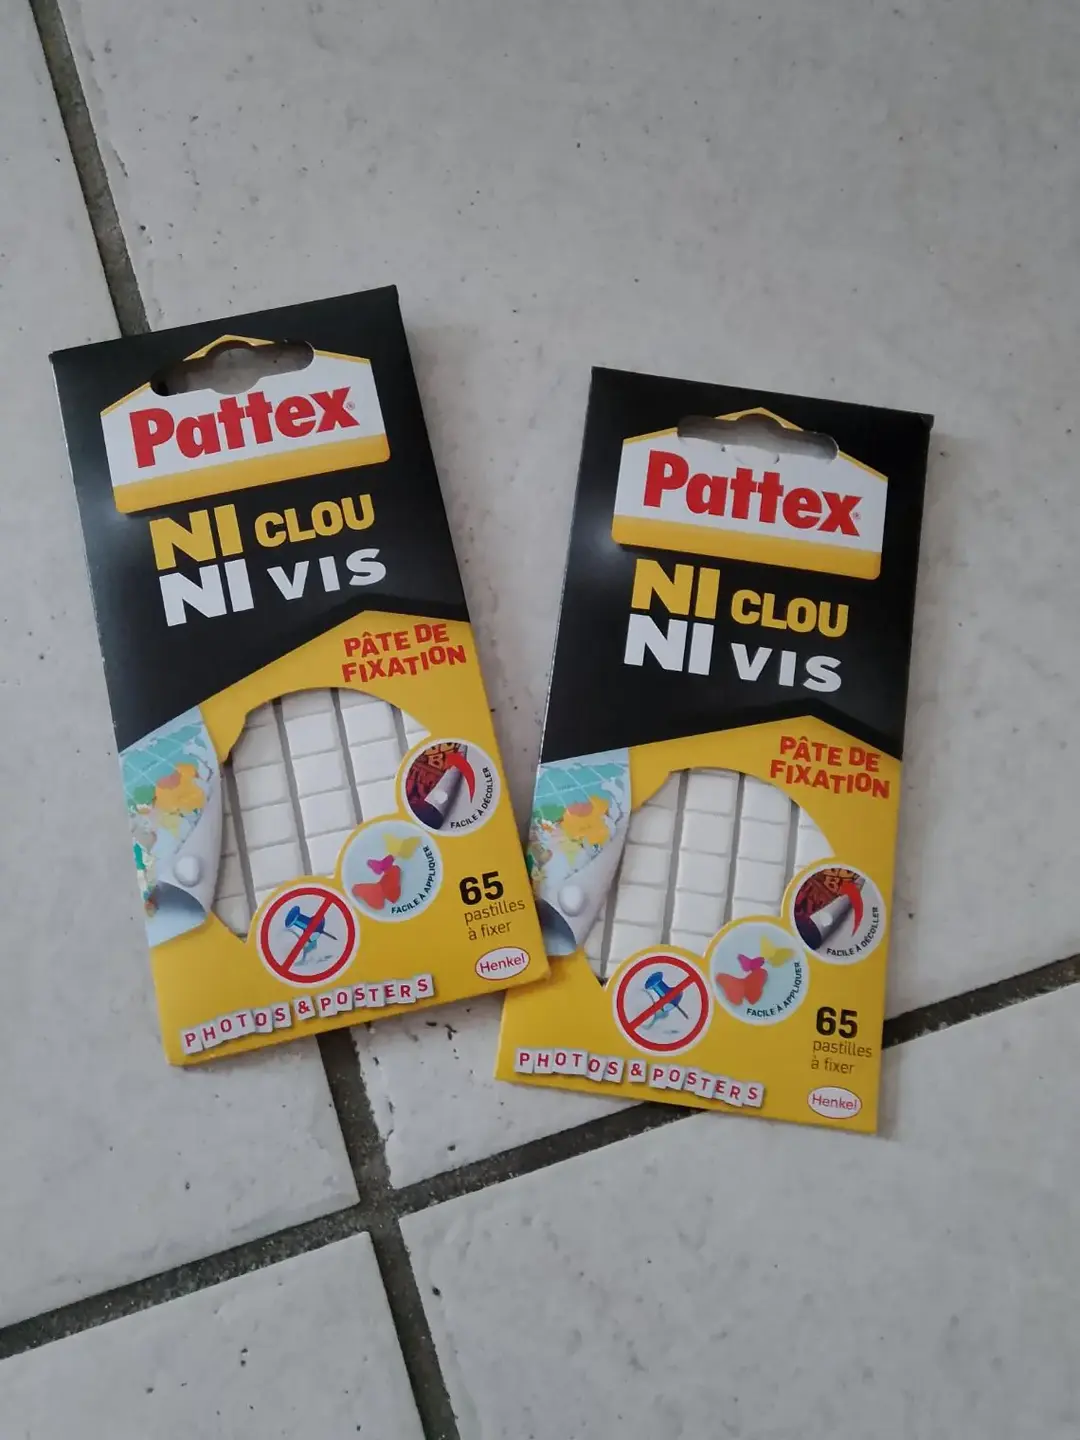 Pattex
NI CLOU
NI VIS
PÂTE DE
FIXATION
FACILE À DÉCOLLER
FACILE À APPLIQUER
65
pastilles
à fixer
Henkel
PHOTOS & POSTERS
Pattex
NI CLOU
NI VIS
PÂTE DE
FIXATION
FACILE À DÉCOLLER
FACILE À APPLIQUER
65
pastilles
à fixer
Henkel
PHOTOS & POSTERS